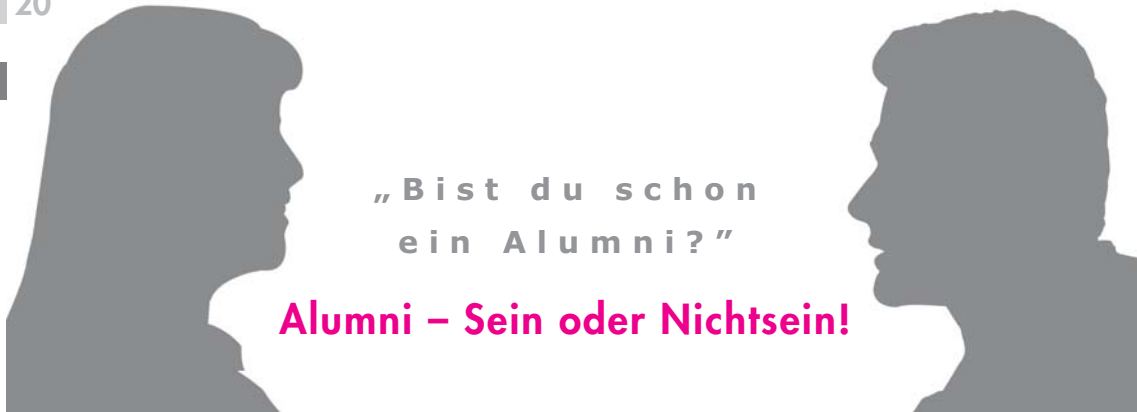 20
„Bist du schon
ein Alumni?”
Alumni – Sein oder Nichtsein!